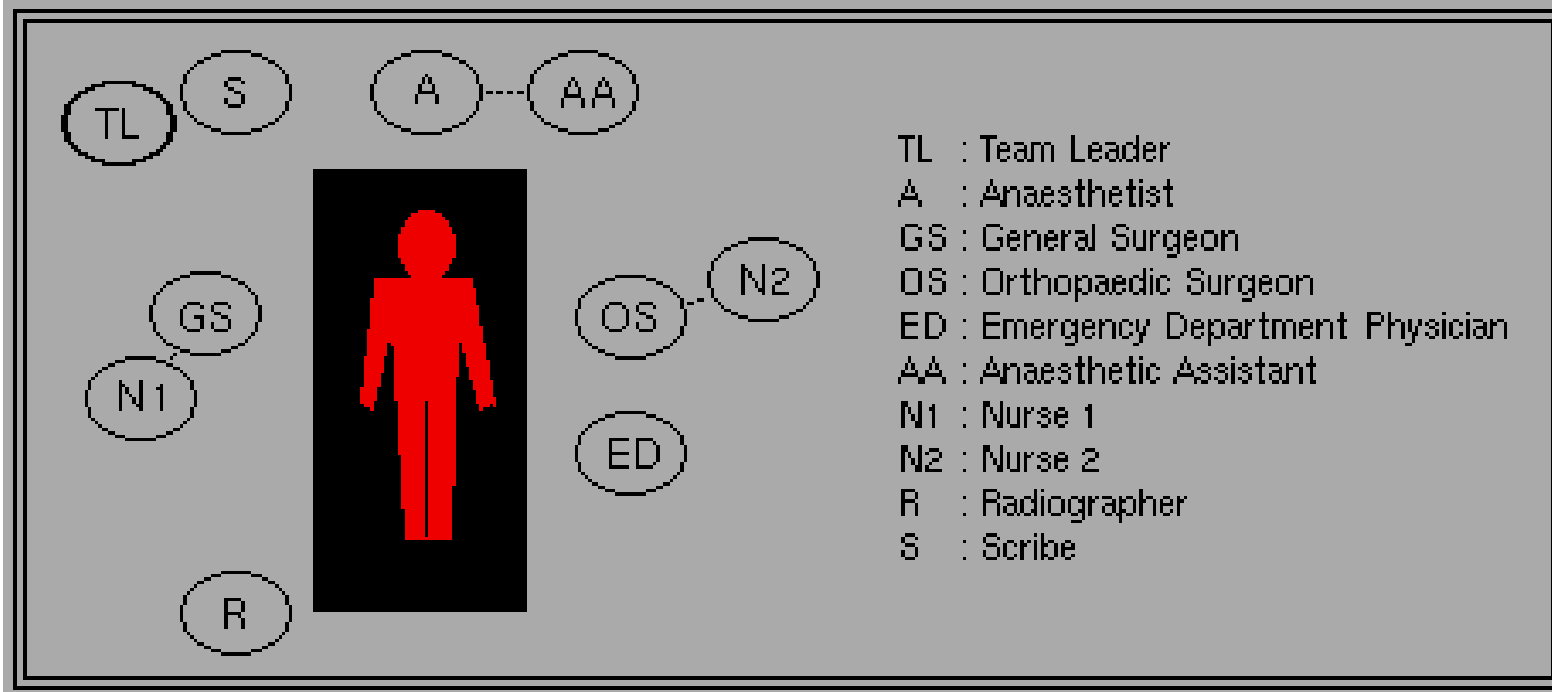 S A AA
TL
N2
GS OS
N1
ED
R
TL : Team Leader
A : Anaesthetist
GS : General Surgeon
OS : Orthopaedic Surgeon
ED : Emergency Department Physician
AA : Anaesthetic Assistant
N1 : Nurse 1
N2 : Nurse 2
R : Radiographer
S : Scribe